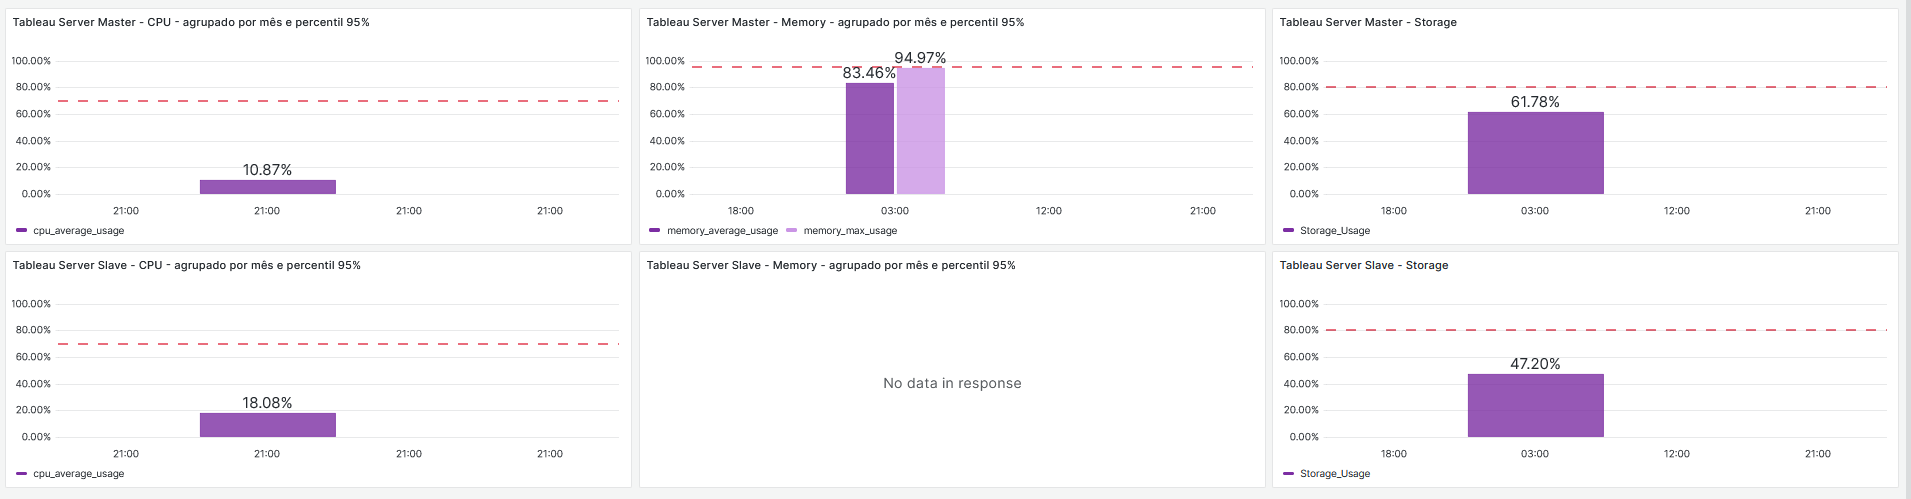 Tableau Server Master - CPU - agrupado por mês e percentil 95%
100.00%
80.00%
60.00%
40.00%
20.00%
0.00%
10.87%
21:00 21:00 21:00 21:00
cpu_average_usage
Tableau Server Master - Memory - agrupado por mês e percentil 95%
100.00%
80.00%
60.00%
40.00%
20.00%
0.00%
83.46%
94.97%
18:00 03:00 12:00 21:00
memory_average_usage memory_max_usage
Tableau Server Master - Storage
100.00%
80.00%
60.00%
40.00%
20.00%
0.00%
61.78%
18:00 03:00 12:00 21:00
Storage_Usage
Tableau Server Slave - CPU - agrupado por mês e percentil 95%
100.00%
80.00%
60.00%
40.00%
20.00%
0.00%
18.08%
21:00 21:00 21:00 21:00
cpu_average_usage
Tableau Server Slave - Memory - agrupado por mês e percentil 95%
No data in response
Tableau Server Slave - Storage
100.00%
80.00%
60.00%
40.00%
20.00%
0.00%
47.20%
18:00 03:00 12:00 21:00
Storage_Usage